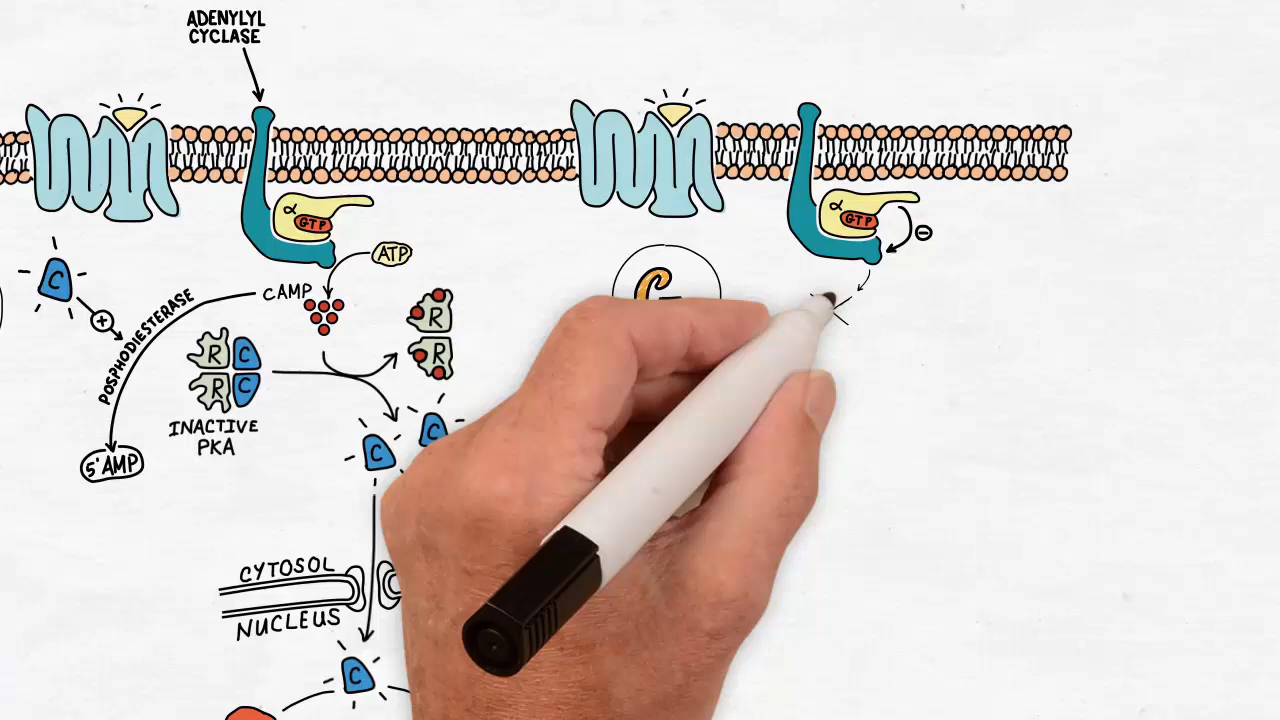 ADENYLYL
CYCLASE
α
GTP
α
GTP
−
ATP
C
+
POSPHODIESTERASE
CAMP
R
R
R C
R C
INACTIVE
PKA
5'AMP
C
C
CYTOSOL
NUCLEUS
C